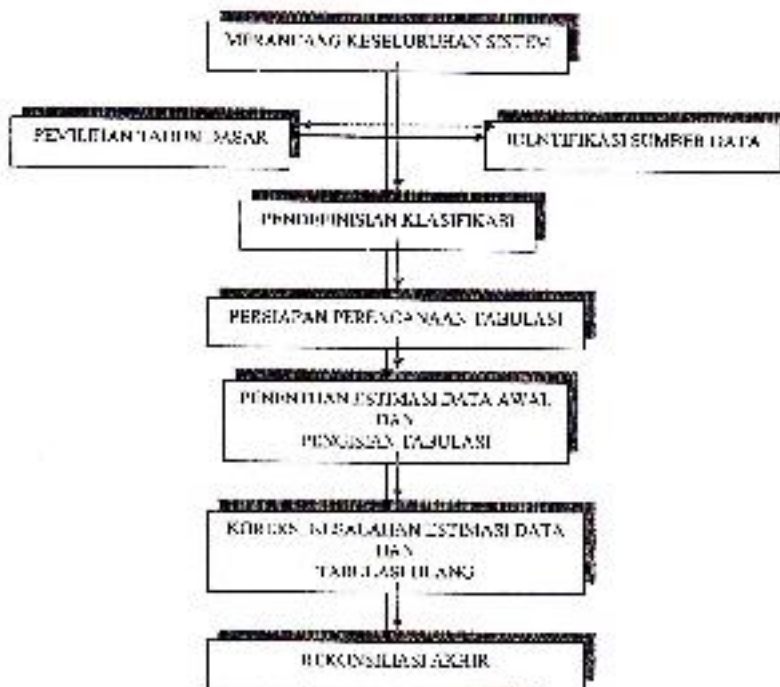 MERANCANG KESELURUHAN SISTEM
PEMILIHAN TAHUN DASAR
IDENTIFIKASI SUMBER DATA
PENDEFINISIAN KLASIFIKASI
PERSIAPAN PERENCANAAN TABULASI
PENENTUAN ESTIMASI DATA AWAL
DAN
PENGISIAN TABULASI
KOREKSI KESALAHAN ESTIMASI DATA
DAN
TABULASI ULANG
REKONSILIASI AKHIR